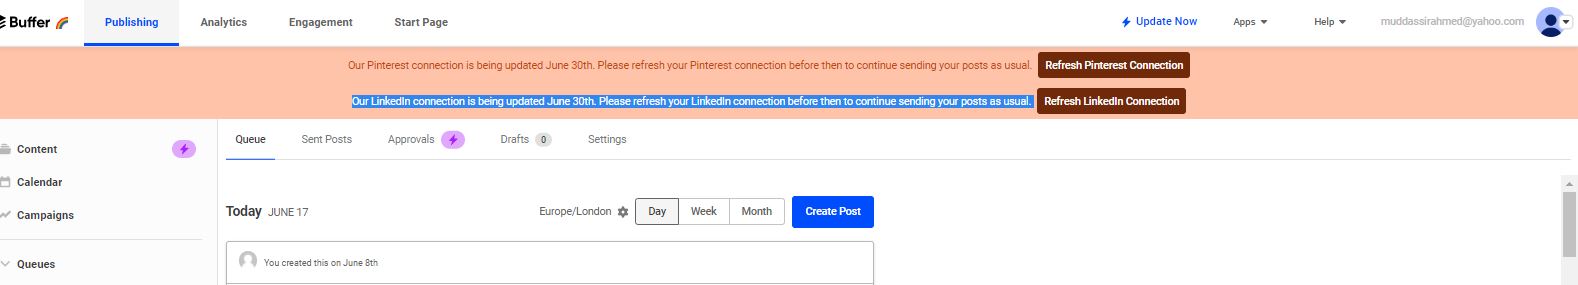 Buffer Publishing Analytics Engagement Start Page Update Now Apps Help muddassirahmed@yahoo.com
Our Pinterest connection is being updated June 30th. Please refresh your Pinterest connection before then to continue sending your posts as usual. Refresh Pinterest Connection
Our LinkedIn connection is being updated June 30th. Please refresh your LinkedIn connection before then to continue sending your posts as usual. Refresh LinkedIn Connection
Queue Sent Posts Approvals Drafts 0 Settings
Content
Calendar
Campaigns
Queues
Today JUNE 17 Europe/London Day Week Month Create Post
You created this on June 8th